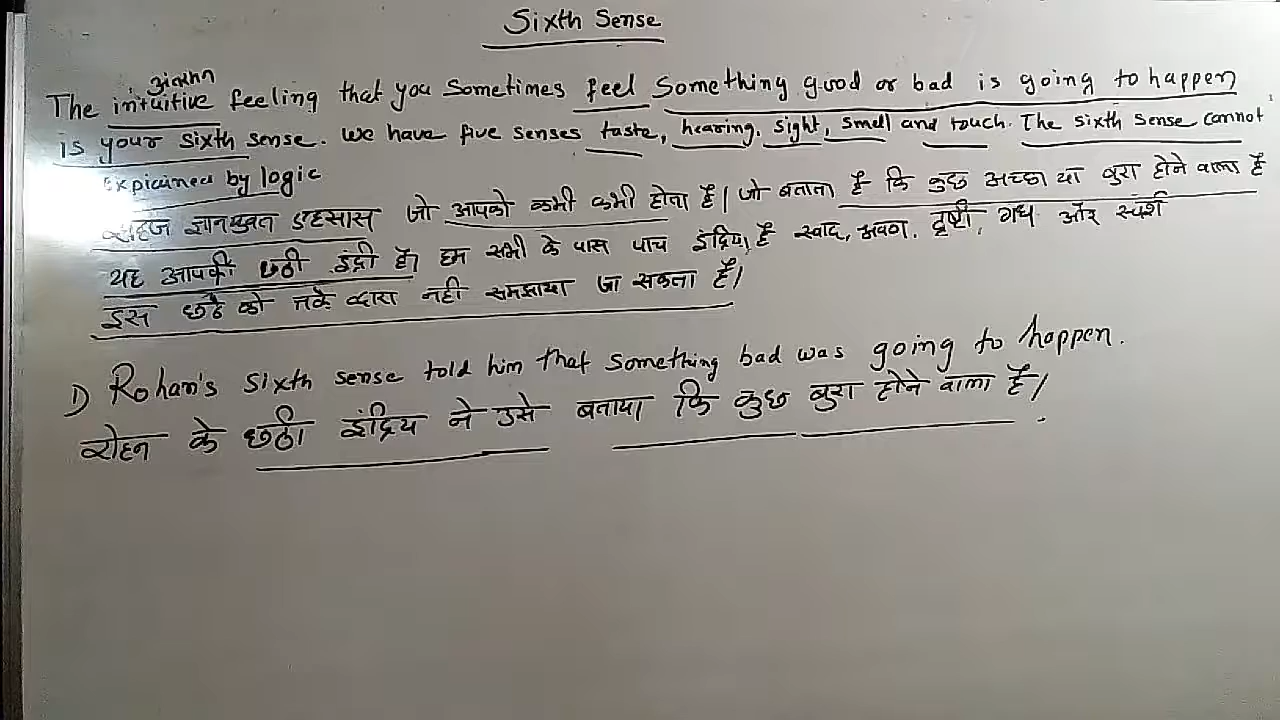 Sixth Sense
The intuitive feeling that you sometimes feel something good or bad is going to happen
is your sixth sense. We have five senses taste, hearing, sight, smell and touch. The sixth sense cannot
Expicined by logic
सहज ज्ञानयुक्त एहसास जो आपको कभी कभी होता है। जो बताता है कि कुछ अच्छा या बुरा होने वाला है
यह आपकी छठी इंद्री है। हम सभी के पास पाच इंद्रिय है स्वाद, श्रवण, दृष्टी, गंध और स्पर्श
इस छठे को तर्क द्वारा नही समझाया जा सकता है।
1) Rohan's sixth sense told him that something bad was going to happen.
रोहन के छठी इंद्रिय ने उसे बताया कि कुछ बुरा होने वाला है।